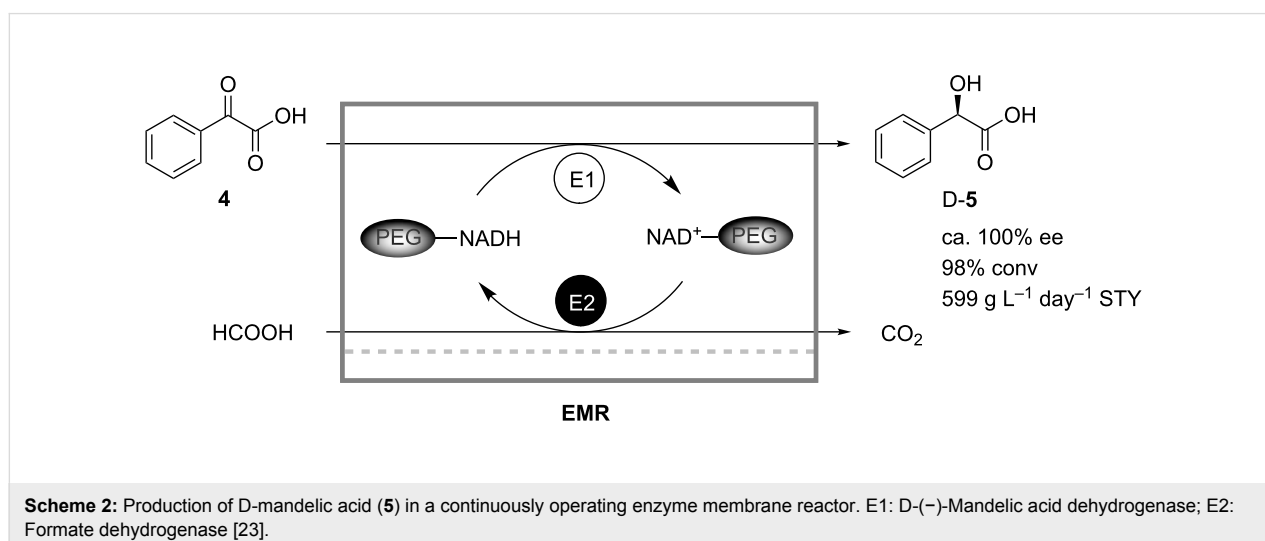 O
OH
O
4
OH
OH
O
D-5
ca. 100% ee
98% conv
599 g L⁻¹ day⁻¹ STY
E1
PEG NADH
NAD⁺ PEG
E2
HCOOH
CO₂
EMR
Scheme 2: Production of D-mandelic acid (5) in a continuously operating enzyme membrane reactor. E1: D-(−)-Mandelic acid dehydrogenase; E2:
Formate dehydrogenase [23].